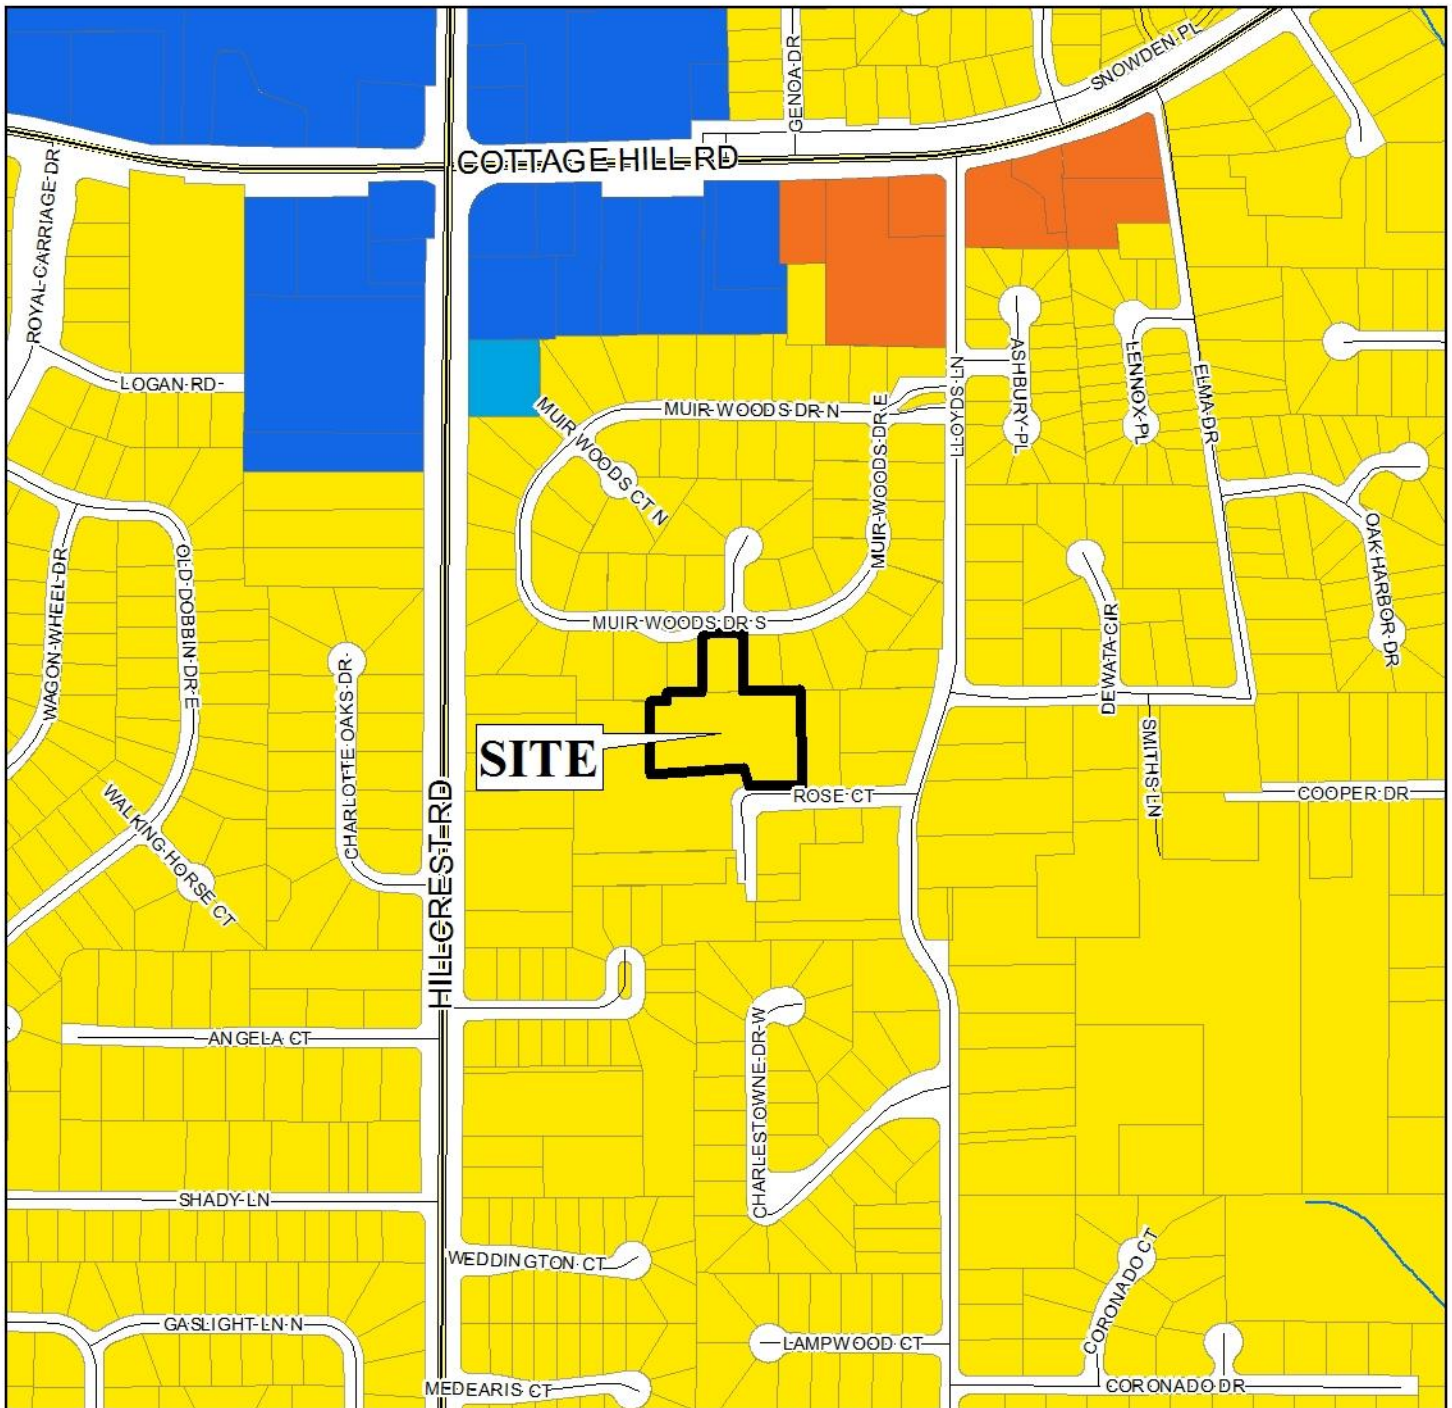 SNOWDEN PL
GENOA DR
COTTAGE HILL RD
ROYAL CARRIAGE DR
LOGAN RD
MUIR WOODS DR N
MUIR WOODS CT N
MUIR WOODS DR E
LLOYDS LN
ASHBURY PL
LENNOX PL
ELMA DR
OAK HARBOR DR
WAGON WHEEL DR
OLD DOBBIN DR E
MUIR WOODS DR S
DEWATA CIR
CHARLOTTE OAKS DR
SITE
SMITHS LN
ROSE CT
COOPER DR
WALKING HORSE CT
HILLCREST RD
ANGELA CT
CHARLESTOWNE DR W
SHADY LN
WEDDINGTON CT
CORONADO CT
GASLIGHT LN N
LAMPWOOD CT
MEDEARIS CT
CORONADO DR